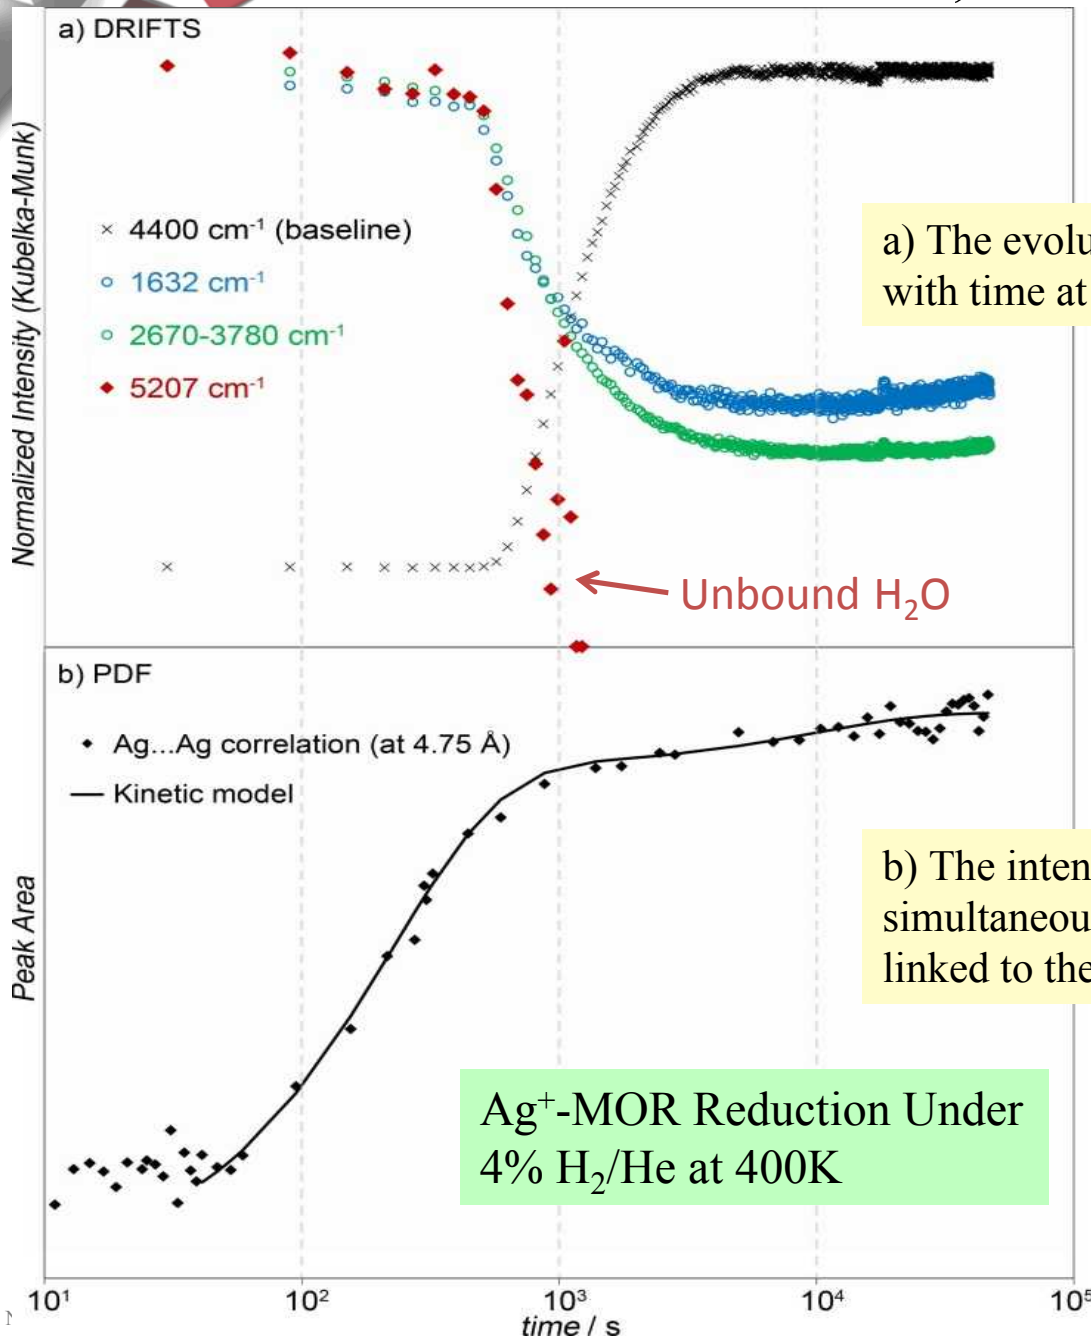 a) DRIFTS
Normalized Intensity (Kubelka-Munk)
× 4400 cm⁻¹ (baseline)
○ 1632 cm⁻¹
○ 2670-3780 cm⁻¹
◆ 5207 cm⁻¹
a) The evolu
with time at
Unbound H₂O
b) PDF
◆ Ag...Ag correlation (at 4.75 Å)
— Kinetic model
Peak Area
b) The inten
simultaneou
linked to the
Ag⁺-MOR Reduction Under
4% H₂/He at 400K
10¹ 10² 10³ 10⁴ 10⁵
time / s